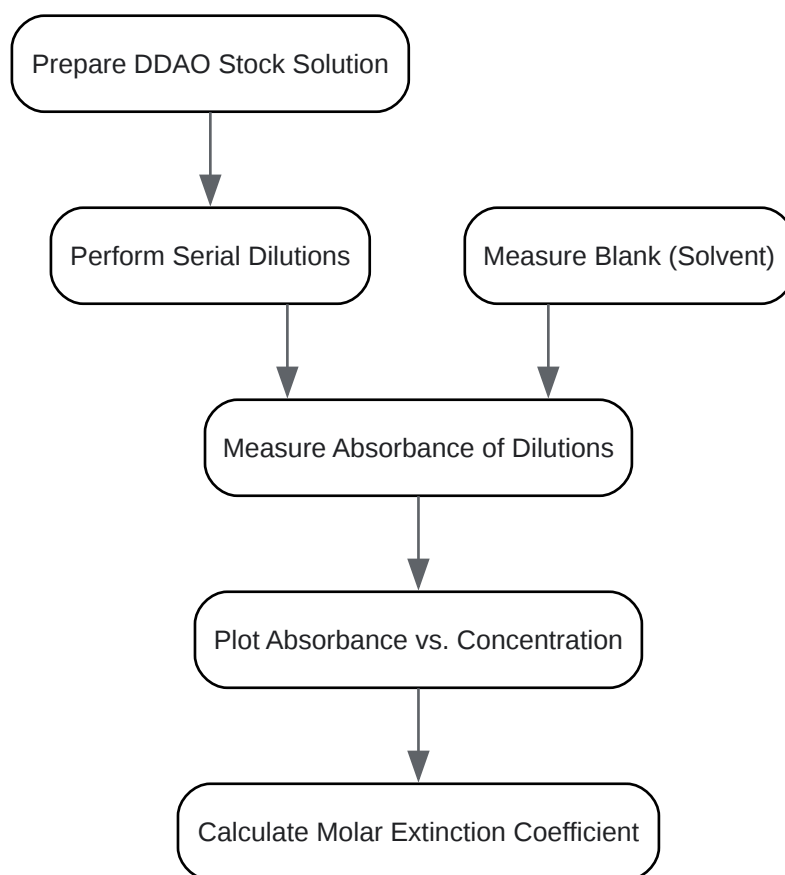 Prepare DDAO Stock Solution
Perform Serial Dilutions
Measure Blank (Solvent)
Measure Absorbance of Dilutions
Plot Absorbance vs. Concentration
Calculate Molar Extinction Coefficient